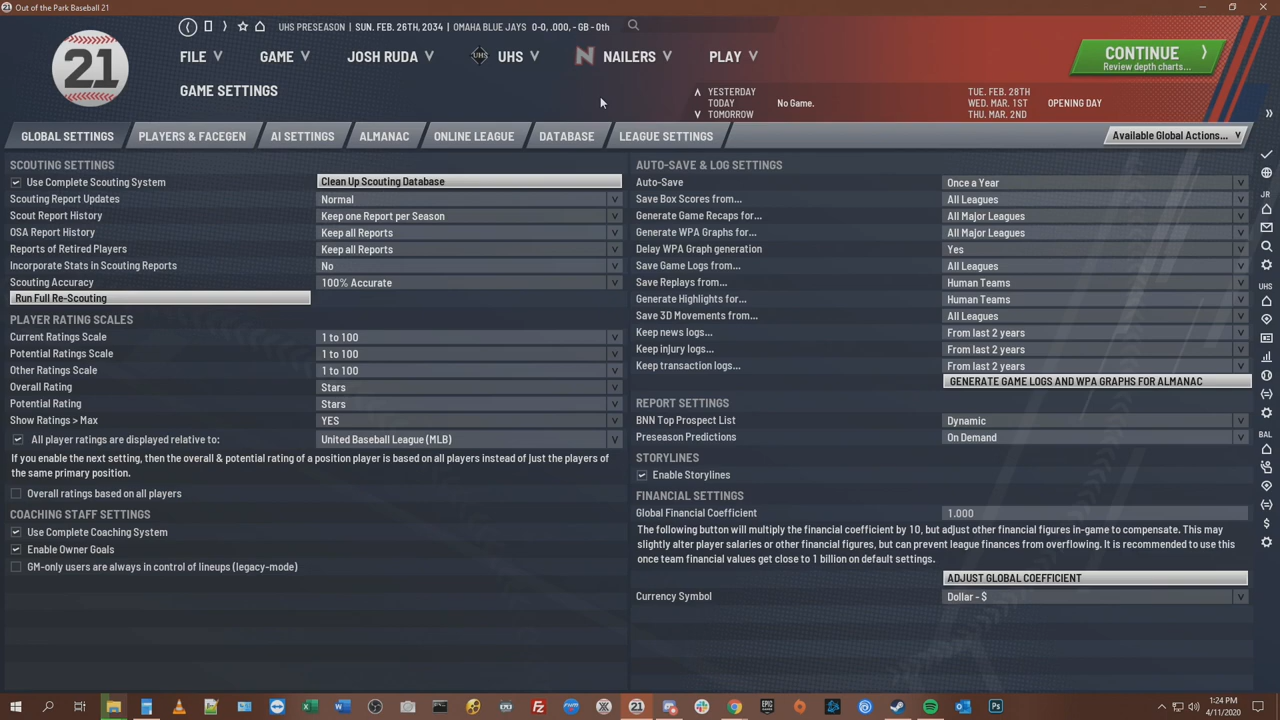 Out of the Park Baseball 21
UHS PRESEASON | SUN. FEB. 26TH, 2034 | OMAHA BLUE JAYS 0-0, .000, - GB - 0th
21
FILE GAME JOSH RUDA UHS NAILERS PLAY
CONTINUE
Review depth charts...
GAME SETTINGS
YESTERDAY TUE. FEB. 28TH
TODAY No Game. WED. MAR. 1ST OPENING DAY
TOMORROW THU. MAR. 2ND
GLOBAL SETTINGS PLAYERS & FACEGEN AI SETTINGS ALMANAC ONLINE LEAGUE DATABASE LEAGUE SETTINGS Available Global Actions...
SCOUTING SETTINGS
Use Complete Scouting System Clean Up Scouting Database
Scouting Report Updates Normal
Scout Report History Keep one Report per Season
OSA Report History Keep all Reports
Reports of Retired Players Keep all Reports
Incorporate Stats in Scouting Reports No
Scouting Accuracy 100% Accurate
Run Full Re-Scouting
PLAYER RATING SCALES
Current Ratings Scale 1 to 100
Potential Ratings Scale 1 to 100
Other Ratings Scale 1 to 100
Overall Rating Stars
Potential Rating Stars
Show Ratings > Max YES
All player ratings are displayed relative to: United Baseball League (MLB)
If you enable the next setting, then the overall & potential rating of a position player is based on all players instead of just the players of
the same primary position.
Overall ratings based on all players
COACHING STAFF SETTINGS
Use Complete Coaching System
Enable Owner Goals
GM-only users are always in control of lineups (legacy-mode)
AUTO-SAVE & LOG SETTINGS
Auto-Save Once a Year
Save Box Scores from... All Leagues
Generate Game Recaps for... All Major Leagues
Generate WPA Graphs for... All Major Leagues
Delay WPA Graph generation Yes
Save Game Logs from... All Leagues
Save Replays from... Human Teams
Generate Highlights for... Human Teams
Save 3D Movements from... All Leagues
Keep news logs... From last 2 years
Keep injury logs... From last 2 years
Keep transaction logs... From last 2 years
GENERATE GAME LOGS AND WPA GRAPHS FOR ALMANAC
REPORT SETTINGS
BNN Top Prospect List Dynamic
Preseason Predictions On Demand
STORYLINES
Enable Storylines
FINANCIAL SETTINGS
Global Financial Coefficient 1.000
The following button will multiply the financial coefficient by 10, but adjust other financial figures in-game to compensate. This may
slightly alter player salaries or other financial figures, but can prevent league finances from overflowing. It is recommended to use this
once team financial values get close to 1 billion on default settings.
ADJUST GLOBAL COEFFICIENT
Currency Symbol Dollar - $
JR
UHS
BAL
1:24 PM
4/11/2020